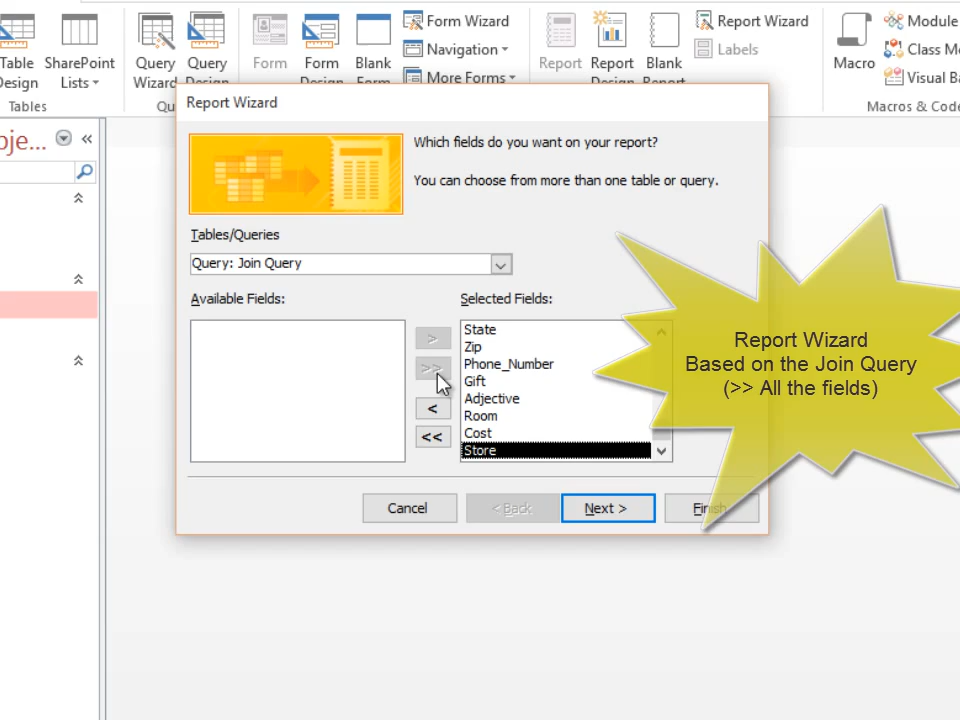 Table
Design
SharePoint
Lists
Query
Wizard
Query
Design
Form
Form
Design
Blank
Form
Form Wizard
Navigation
More Forms
Report
Report
Design
Blank
Report
Report Wizard
Labels
Macro
Module
Class Mo
Visual Ba
Tables
Qu
Macros & Code
bje...
Report Wizard
Which fields do you want on your report?
You can choose from more than one table or query.
Tables/Queries
Query: Join Query
Available Fields:
Selected Fields:
State
Zip
Phone_Number
Gift
Adjective
Room
Cost
Store
>
>>
<
<<
Report Wizard
Based on the Join Query
(>> All the fields)
Cancel
< Back
Next >
Finish